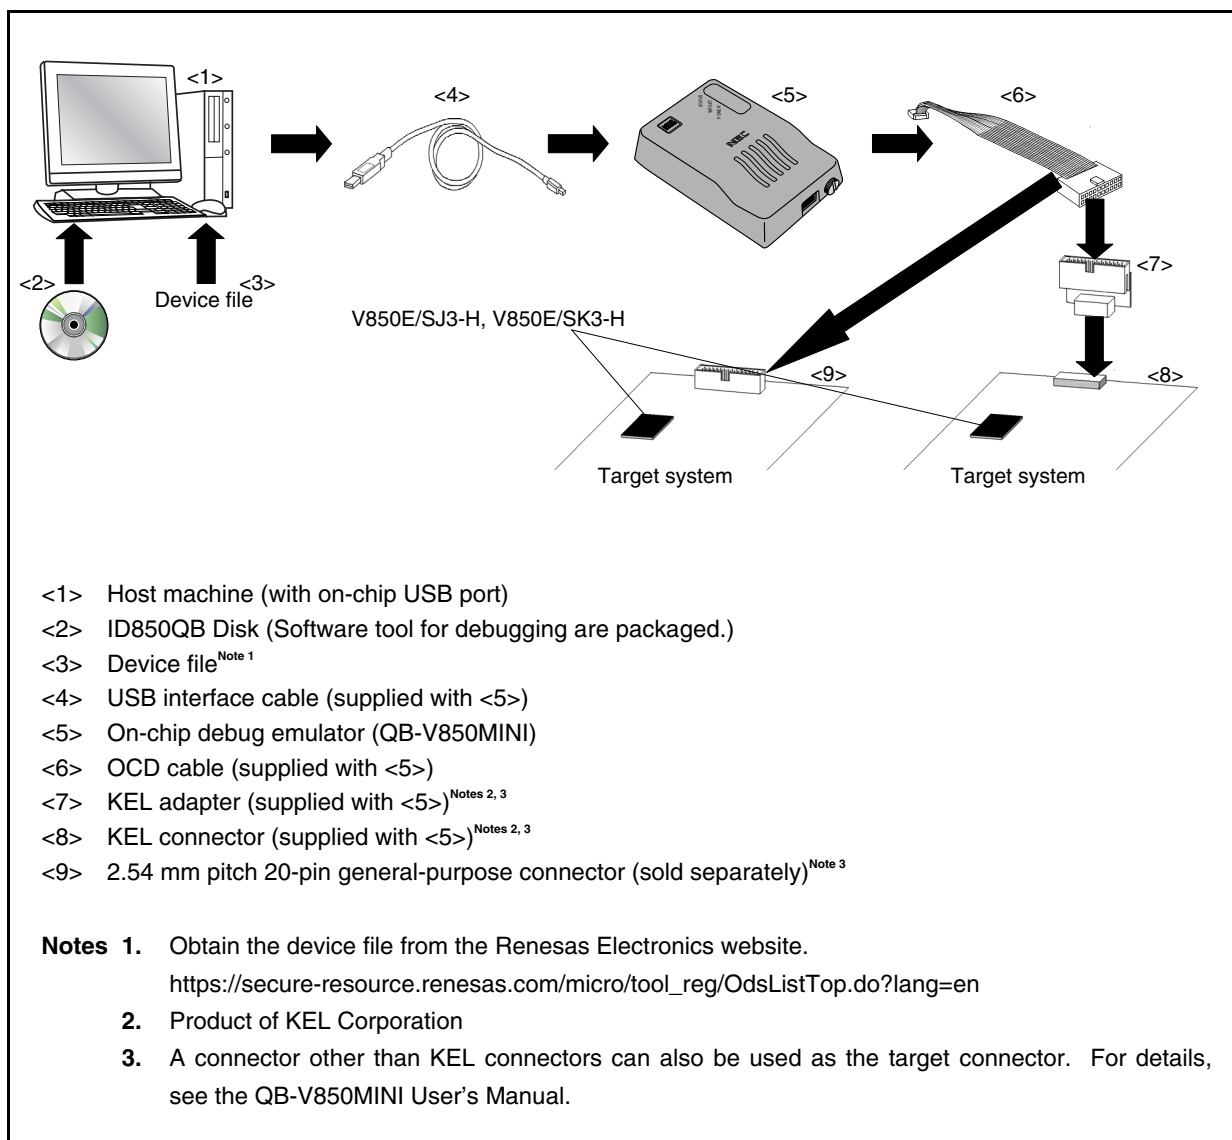 <1>
<4>
<5>
<6>
NEC
<7>
<2>
<3>
Device file
V850E/SJ3-H, V850E/SK3-H
<9>
<8>
Target system
Target system
<1> Host machine (with on-chip USB port)
<2> ID850QB Disk (Software tool for debugging are packaged.)
<3> Device file Note 1
<4> USB interface cable (supplied with <5>)
<5> On-chip debug emulator (QB-V850MINI)
<6> OCD cable (supplied with <5>)
<7> KEL adapter (supplied with <5>) Notes 2, 3
<8> KEL connector (supplied with <5>) Notes 2, 3
<9> 2.54 mm pitch 20-pin general-purpose connector (sold separately) Note 3
Notes 1. Obtain the device file from the Renesas Electronics website.
https://secure-resource.renesas.com/micro/tool_reg/OdsListTop.do?lang=en
2. Product of KEL Corporation
3. A connector other than KEL connectors can also be used as the target connector. For details,
see the QB-V850MINI User's Manual.